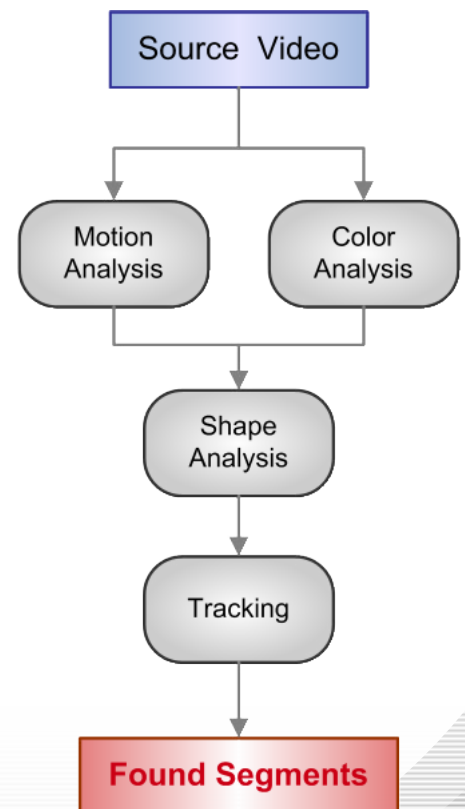 Source Video
Motion
Analysis
Color
Analysis
Shape
Analysis
Tracking
Found Segments